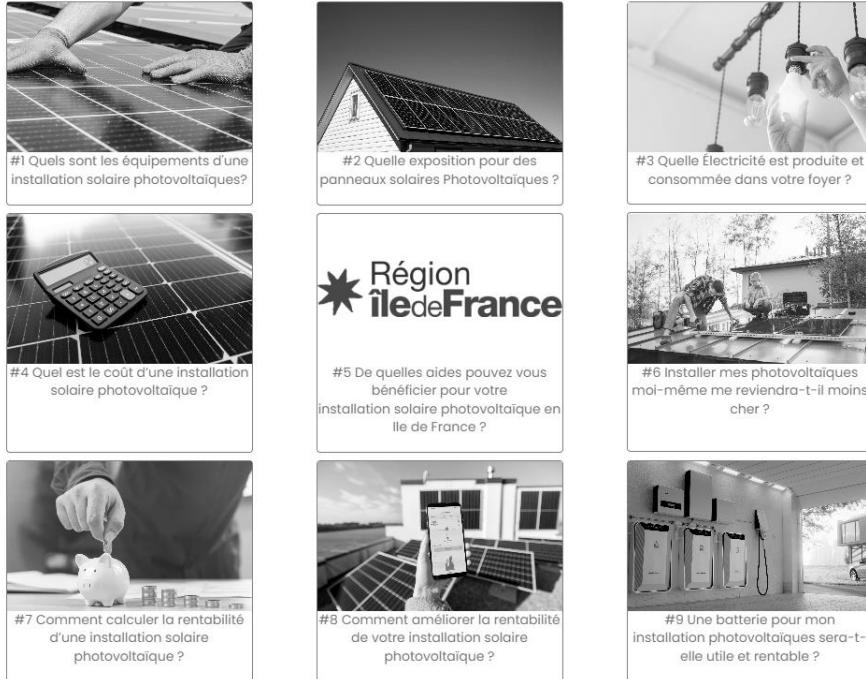 #1 Quels sont les équipements d'une
installation solaire photovoltaïques?
#2 Quelle exposition pour des
panneaux solaires Photovoltaïques ?
#3 Quelle Électricité est produite et
consommée dans votre foyer ?
#4 Quel est le coût d'une installation
solaire photovoltaïque ?
Région
îledeFrance
#5 De quelles aides pouvez vous
bénéficier pour votre
installation solaire photovoltaïque en
Ile de France ?
#6 Installer mes photovoltaïques
moi-même me reviendra-t-il moins
cher ?
#7 Comment calculer la rentabilité
d'une installation solaire
photovoltaïque ?
#8 Comment améliorer la rentabilité
de votre installation solaire
photovoltaïque ?
#9 Une batterie pour mon
installation photovoltaïques sera-t-
elle utile et rentable ?